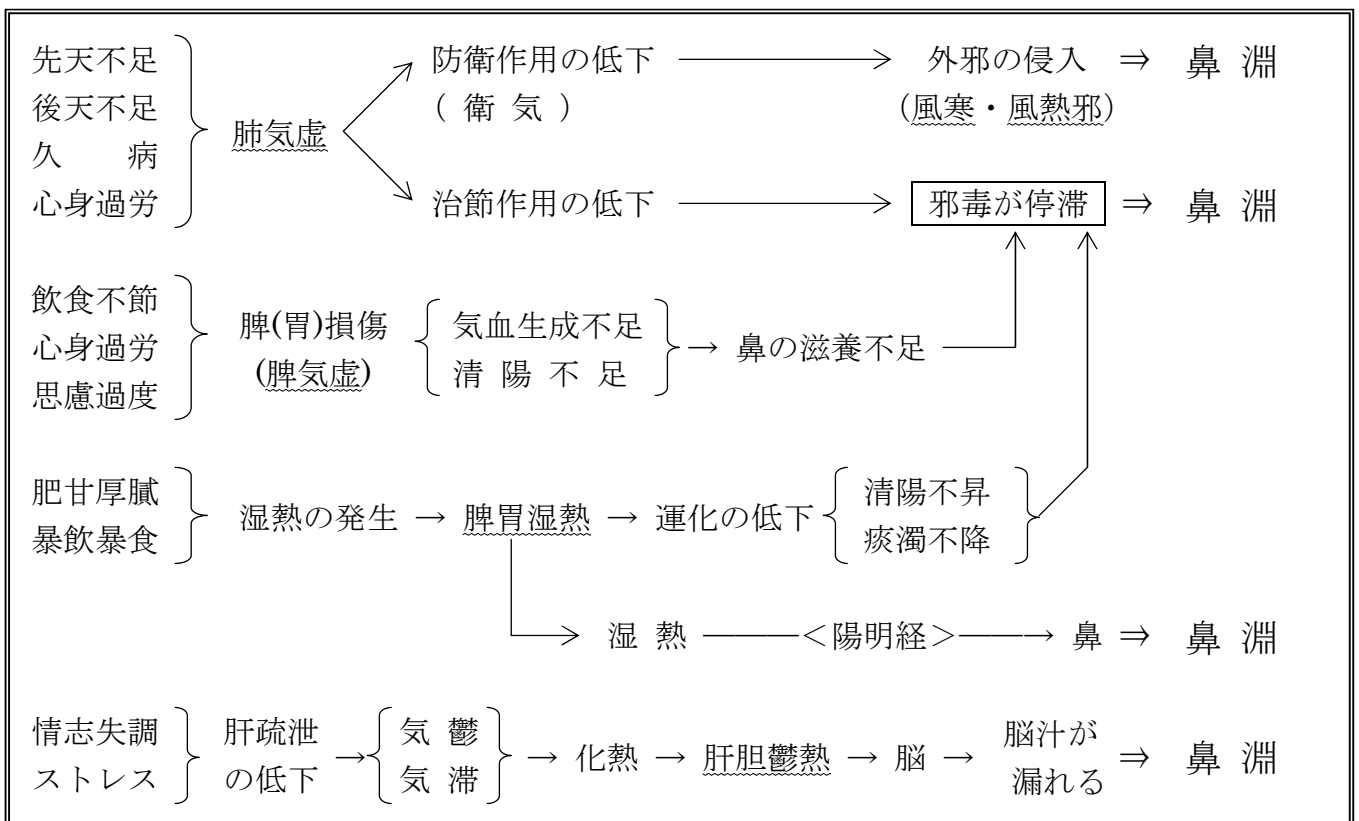 先天不足 防衛作用の低下 ――→ 外邪の侵入 ⇒ 鼻 淵
後天不足 ( 衛 気 ) (風寒・風熱邪)
久　　病 肺気虚
心身過労 治節作用の低下 ――→ 邪毒が停滞 ⇒ 鼻 淵
飲食不節 脾(胃)損傷 気血生成不足
心身過労 → 鼻の滋養不足
思慮過度 (脾気虚) 清 陽 不 足
肥甘厚膩 清陽不昇
湿熱の発生 → 脾胃湿熱 → 運化の低下
暴飲暴食 痰濁不降
湿 熱 ―――＜陽明経＞――→ 鼻 ⇒ 鼻 淵
情志失調 肝疏泄 気 鬱 脳汁が
→ → 化熱 → 肝胆鬱熱 → 脳 → ⇒ 鼻 淵
ストレス の低下 気 滞 漏れる